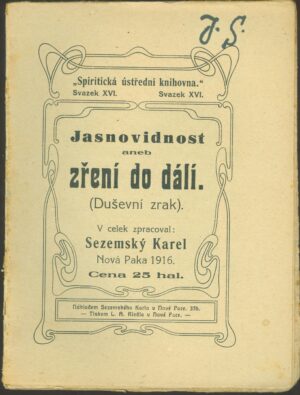 J. S.
„Spiritická ústřední knihovna."
Svazek XVI. Svazek XVI.
Jasnovidnost
aneb
zření do dálí.
(Duševní zrak).
V celek zpracoval:
Sezemský Karel
Nová Paka 1916.
Cena 25 hal.
Nákladem Sezemského Karla v Nové Pace.
— Tiskem L. A. v Nové Pace. —